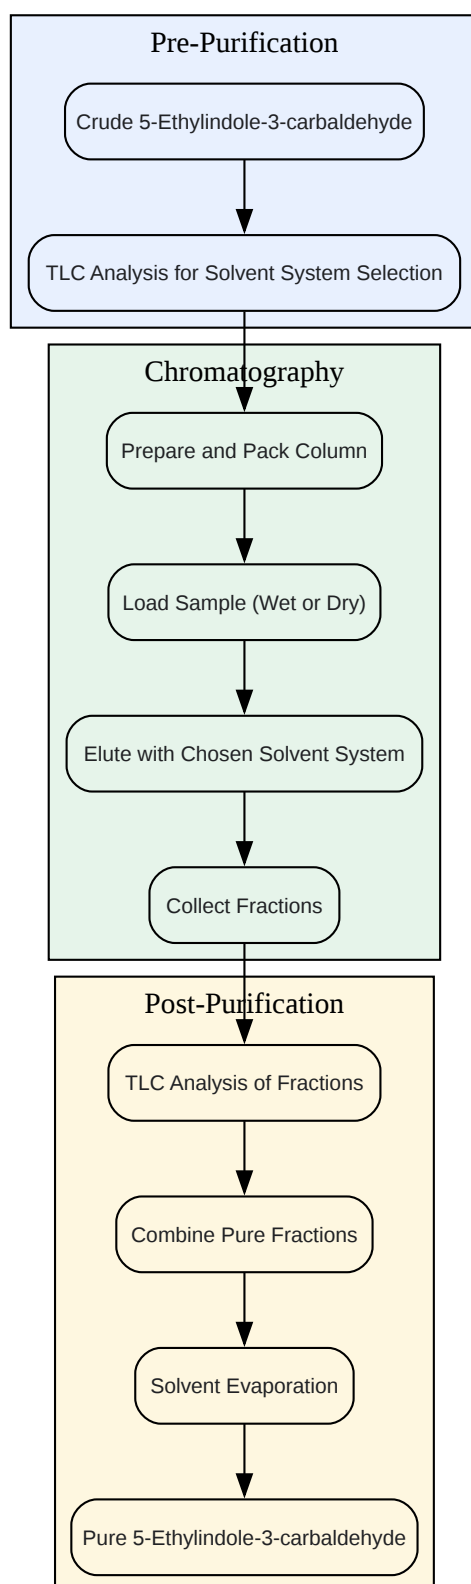 Pre-Purification
Crude 5-Ethylindole-3-carbaldehyde
TLC Analysis for Solvent System Selection
Chromatography
Prepare and Pack Column
Load Sample (Wet or Dry)
Elute with Chosen Solvent System
Collect Fractions
Post-Purification
TLC Analysis of Fractions
Combine Pure Fractions
Solvent Evaporation
Pure 5-Ethylindole-3-carbaldehyde